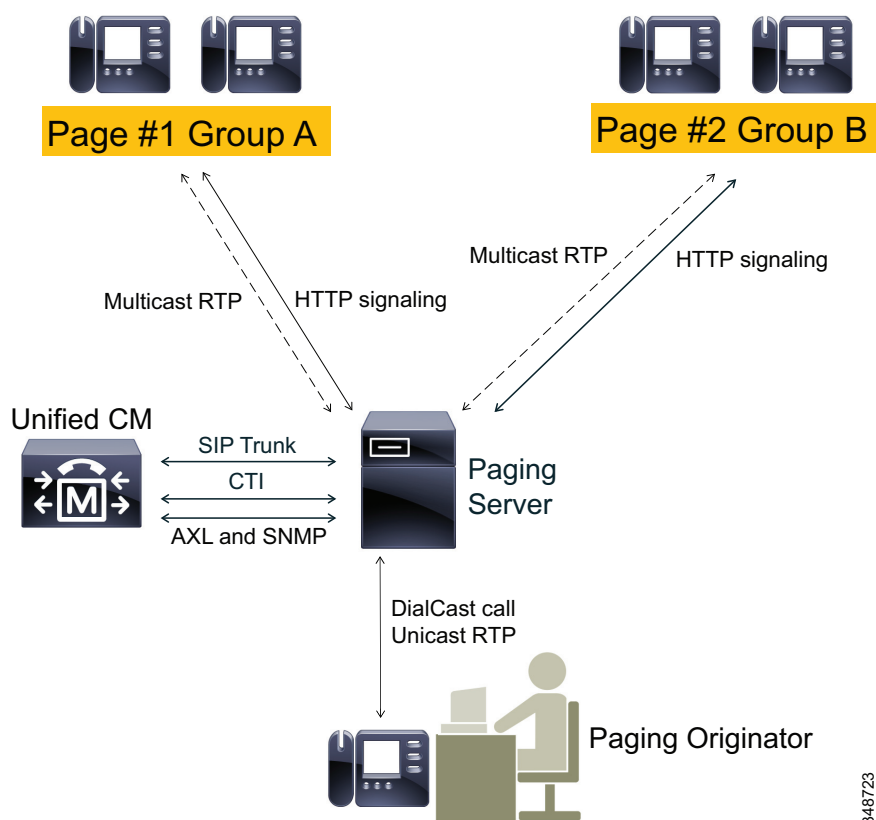 Page #1 Group A
Page #2 Group B
Multicast RTP
HTTP signaling
Multicast RTP
HTTP signaling
Unified CM
M
SIP Trunk
CTI
AXL and SNMP
Paging
Server
DialCast call
Unicast RTP
Paging Originator
348723